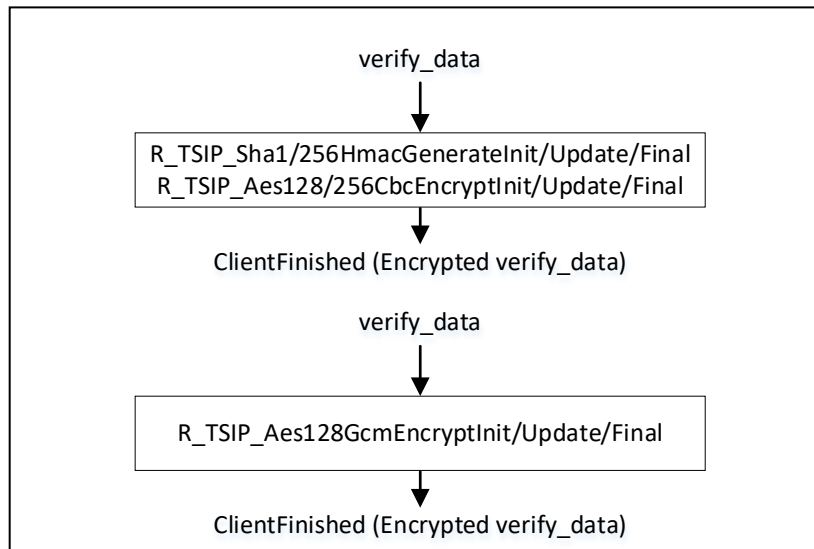 verify_data
R_TSIP_Sha1/256HmacGenerateInit/Update/Final
R_TSIP_Aes128/256CbcEncryptInit/Update/Final
ClientFinished (Encrypted verify_data)
verify_data
R_TSIP_Aes128GcmEncryptInit/Update/Final
ClientFinished (Encrypted verify_data)